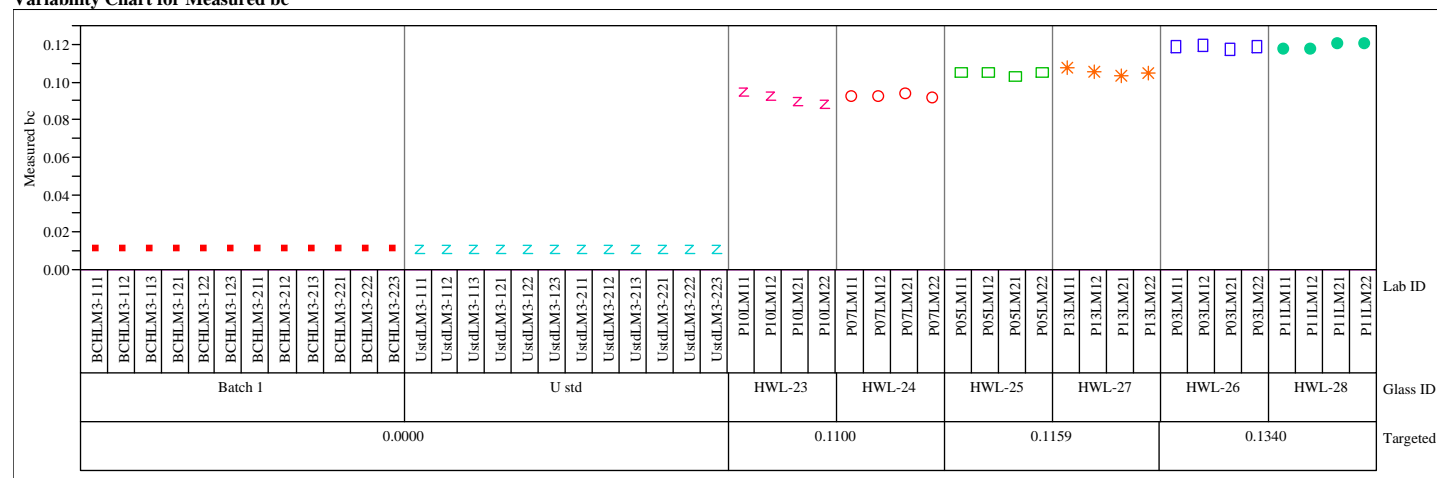 Variability Chart for Measured bc
Measured bc
0.12
0.10
0.08
0.06
0.04
0.02
0.00
BCHLM3-111
BCHLM3-112
BCHLM3-113
BCHLM3-121
BCHLM3-122
BCHLM3-123
BCHLM3-211
BCHLM3-212
BCHLM3-213
BCHLM3-221
BCHLM3-222
BCHLM3-223
UstdLM3-111
UstdLM3-112
UstdLM3-113
UstdLM3-121
UstdLM3-122
UstdLM3-123
UstdLM3-211
UstdLM3-212
UstdLM3-213
UstdLM3-221
UstdLM3-222
UstdLM3-223
P10LM11
P10LM12
P10LM21
P10LM22
P07LM11
P07LM12
P07LM21
P07LM22
P05LM11
P05LM12
P05LM21
P05LM22
P13LM11
P13LM12
P13LM21
P13LM22
P03LM11
P03LM12
P03LM21
P03LM22
P11LM11
P11LM12
P11LM21
P11LM22
Lab ID
Batch 1 U std HWL-23 HWL-24 HWL-25 HWL-27 HWL-26 HWL-28 Glass ID
0.0000 0.1100 0.1159 0.1340 Targeted